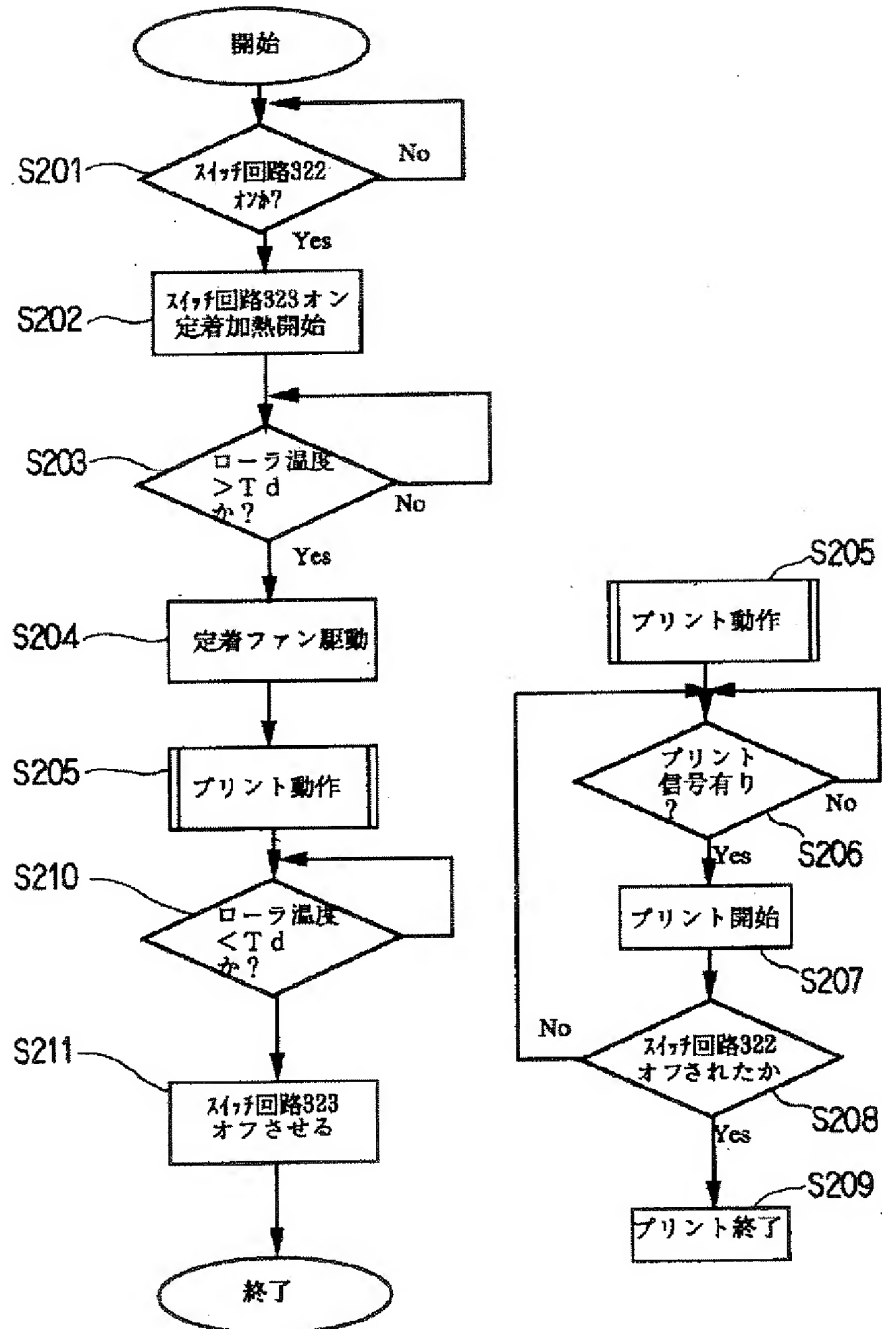 開始
S201
スイッチ回路322
オンか?
No
Yes
S202
スイッチ回路323オン
定着加熱開始
S203
ローラ温度
>Td
か?
No
Yes
S204
定着ファン駆動
S205
プリント動作
S210
ローラ温度
<Td
か?
S211
スイッチ回路323
オフさせる
終了
S205
プリント動作
プリント
信号有り
?
No
S206
Yes
プリント開始
S207
No
スイッチ回路322
オフされたか
S208
Yes
S209
プリント終了